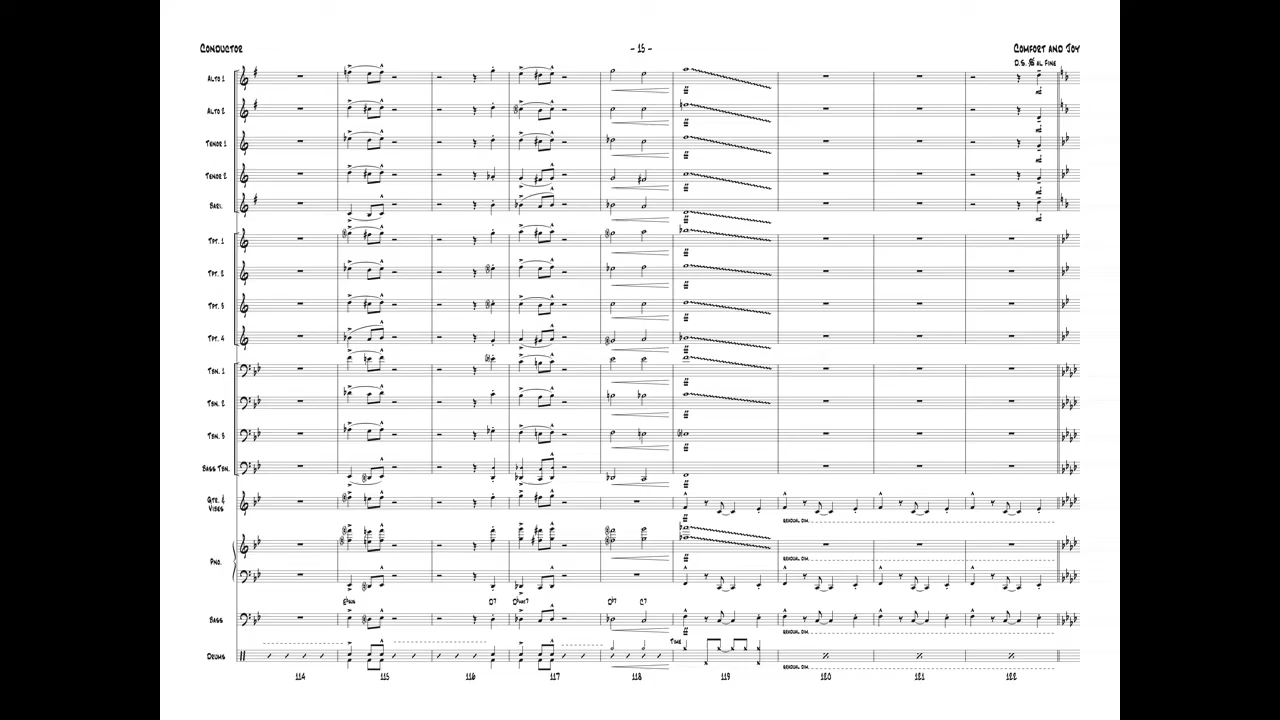 Conductor
- 15 -
Comfort and Joy
D.S. 𝄋 al Fine
Alto 1
Alto 2
Tenor 1
Tenor 2
Bari.
Tpt. 1
Tpt. 2
Tpt. 3
Tpt. 4
Tbn. 1
Tbn. 2
Tbn. 3
Bass Tbn.
Gtr. &
Vibes
gradual dim.
Pno.
gradual dim.
D7
D♭7
C7
Bass
gradual dim.
Time
Drums
gradual dim.
114
115
116
117
118
119
120
121
122